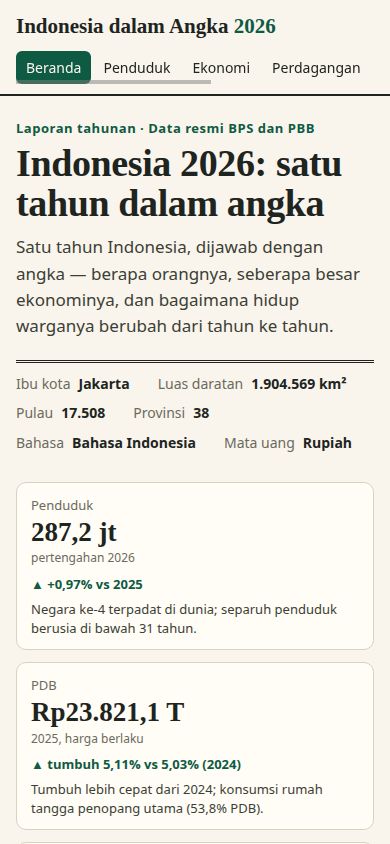 Indonesia dalam Angka 2026
Beranda Penduduk Ekonomi Perdagangan
Laporan tahunan · Data resmi BPS dan PBB
Indonesia 2026: satu
tahun dalam angka
Satu tahun Indonesia, dijawab dengan
angka — berapa orangnya, seberapa besar
ekonominya, dan bagaimana hidup
warganya berubah dari tahun ke tahun.
Ibu kota Jakarta Luas daratan 1.904.569 km²
Pulau 17.508 Provinsi 38
Bahasa Bahasa Indonesia Mata uang Rupiah
Penduduk
287,2 jt
pertengahan 2026
▲ +0,97% vs 2025
Negara ke-4 terpadat di dunia; separuh penduduk
berusia di bawah 31 tahun.
PDB
Rp23.821,1 T
2025, harga berlaku
▲ tumbuh 5,11% vs 5,03% (2024)
Tumbuh lebih cepat dari 2024; konsumsi rumah
tangga penopang utama (53,8% PDB).